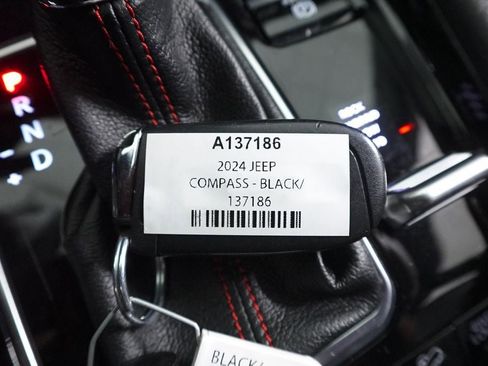 A137186
2024 JEEP
COMPASS - BLACK/
137186
P
R
N
D
+
BLACK/